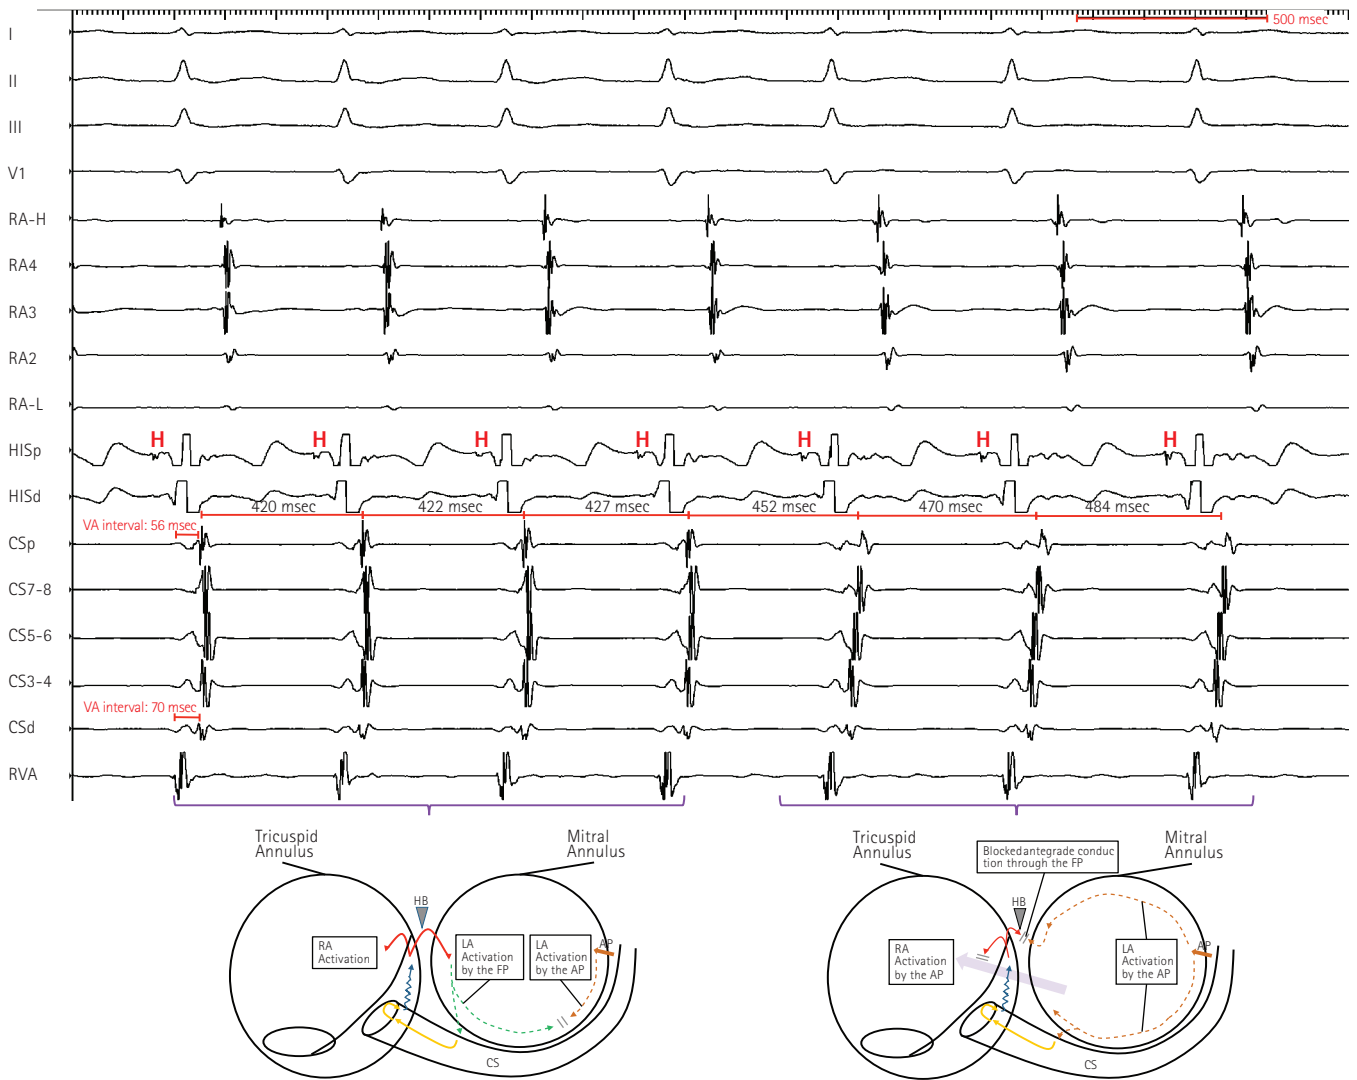 500 msec
I
II
III
V1
RA-H
RA4
RA3
RA2
RA-L
HISp
H H H H H H H
HISd
420 msec 422 msec 427 msec 452 msec 470 msec 484 msec
VA interval: 56 msec
CSp
CS7-8
CS5-6
CS3-4
VA interval: 70 msec
CSd
RVA
Tricuspid
Annulus
Mitral
Annulus
HB
RA
Activation
LA
Activation
by the FP
LA
Activation
by the AP
AP
CS
Tricuspid
Annulus
Blockedantegrade conduc
tion through the FP
Mitral
Annulus
HB
RA
Activation
by the AP
LA
Activation
by the AP
AP
CS